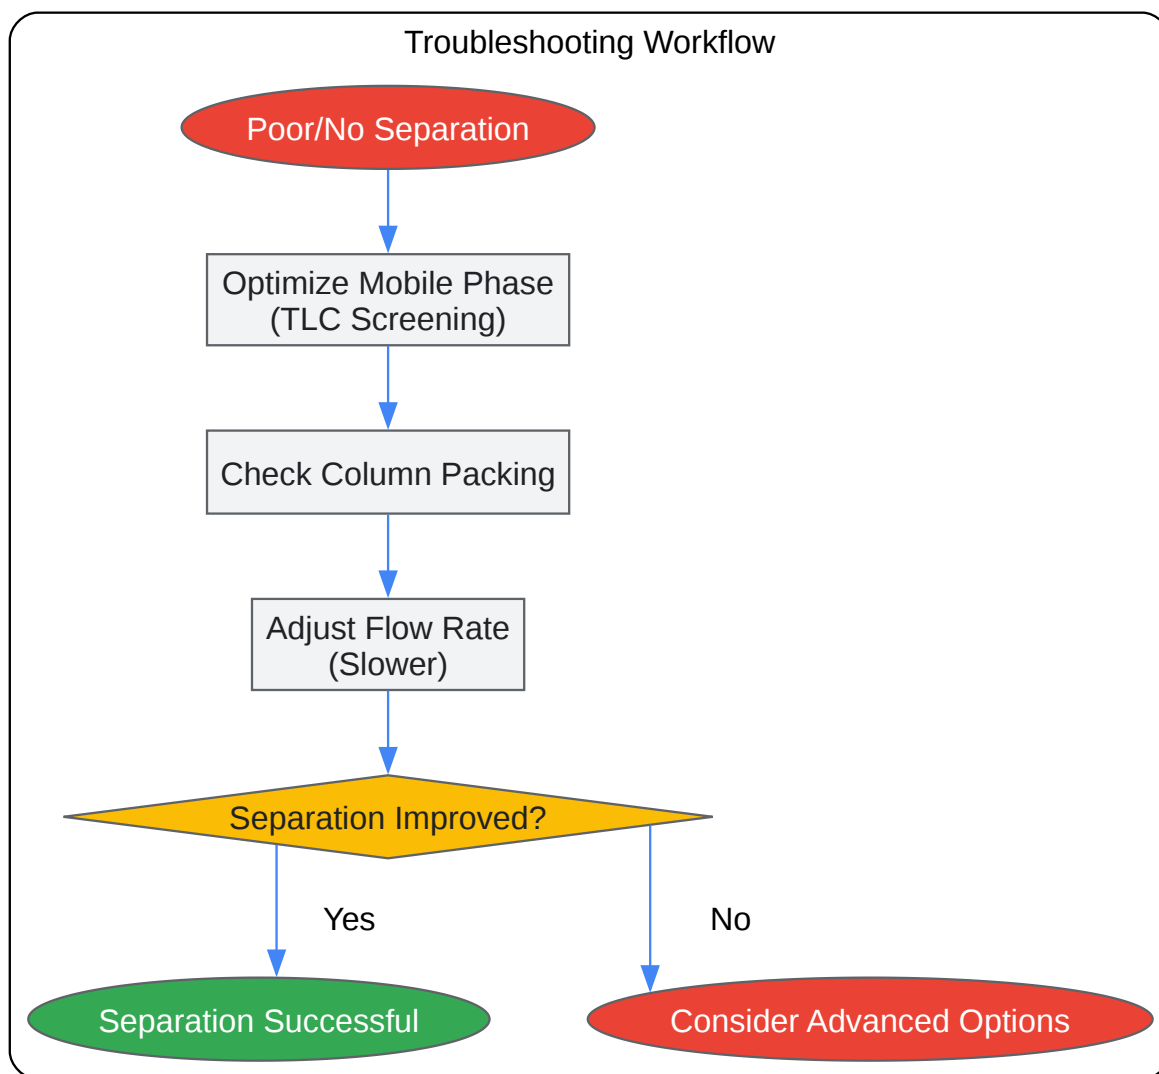 Troubleshooting Workflow
Poor/No Separation
Optimize Mobile Phase
(TLC Screening)
Check Column Packing
Adjust Flow Rate
(Slower)
Separation Improved?
Yes
No
Separation Successful
Consider Advanced Options